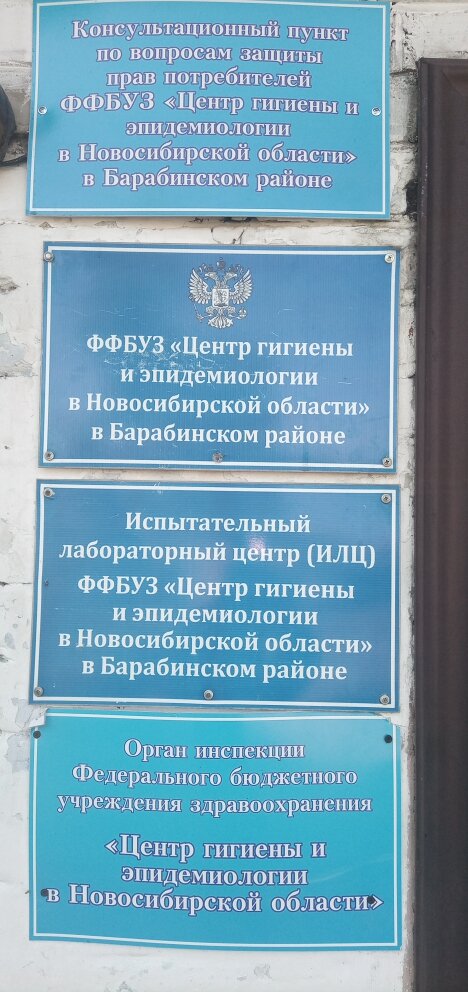 Консультационный пункт
по вопросам защиты
прав потребителей
ФФБУЗ «Центр гигиены и
эпидемиологии
в Новосибирской области»
в Барабинском районе
ФФБУЗ «Центр гигиены
и эпидемиологии
в Новосибирской области»
в Барабинском районе
Испытательный
лабораторный центр (ИЛЦ)
ФФБУЗ «Центр гигиены
и эпидемиологии
в Новосибирской области»
в Барабинском районе
Орган инспекции
Федерального бюджетного
учреждения здравоохранения
«Центр гигиены и
эпидемиологии
в Новосибирской области»